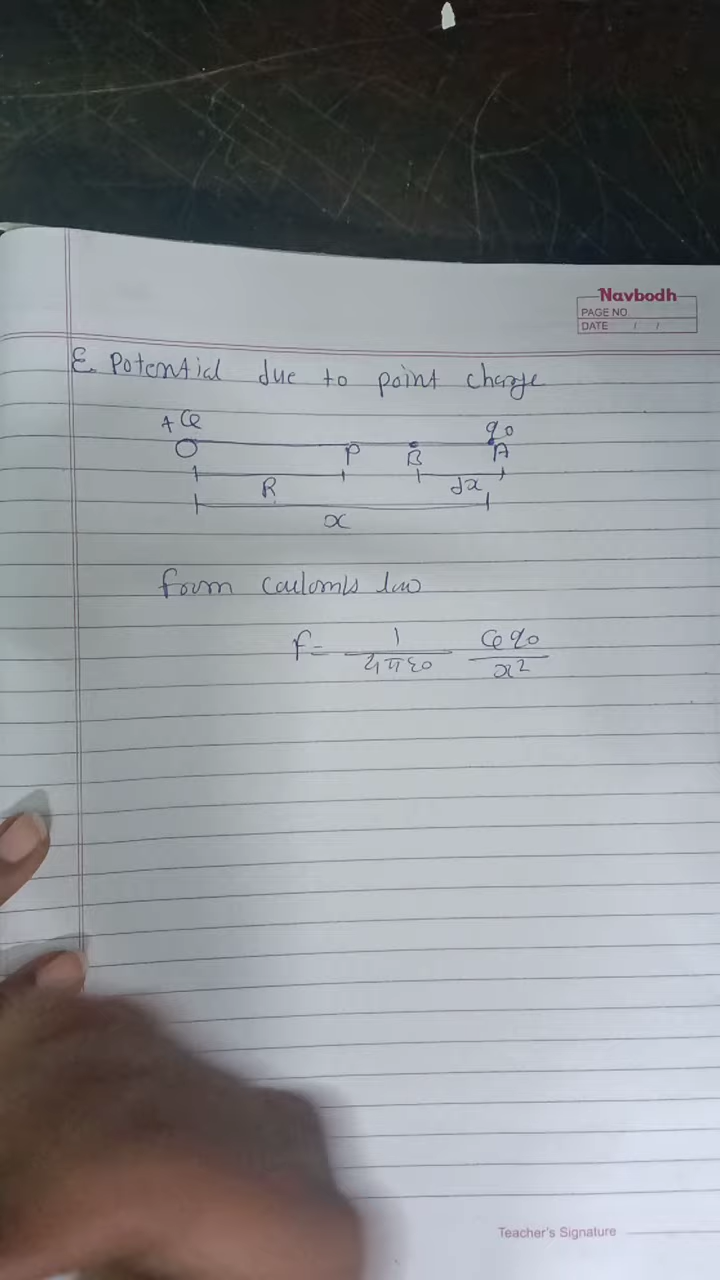 Navbodh
PAGE NO.
DATE / /
E. Potential due to point charge
+Q q0
P B A
R dx
x
from Coulomb's law
F = 1/4πε0 Qq0/x²
Teacher's Signature